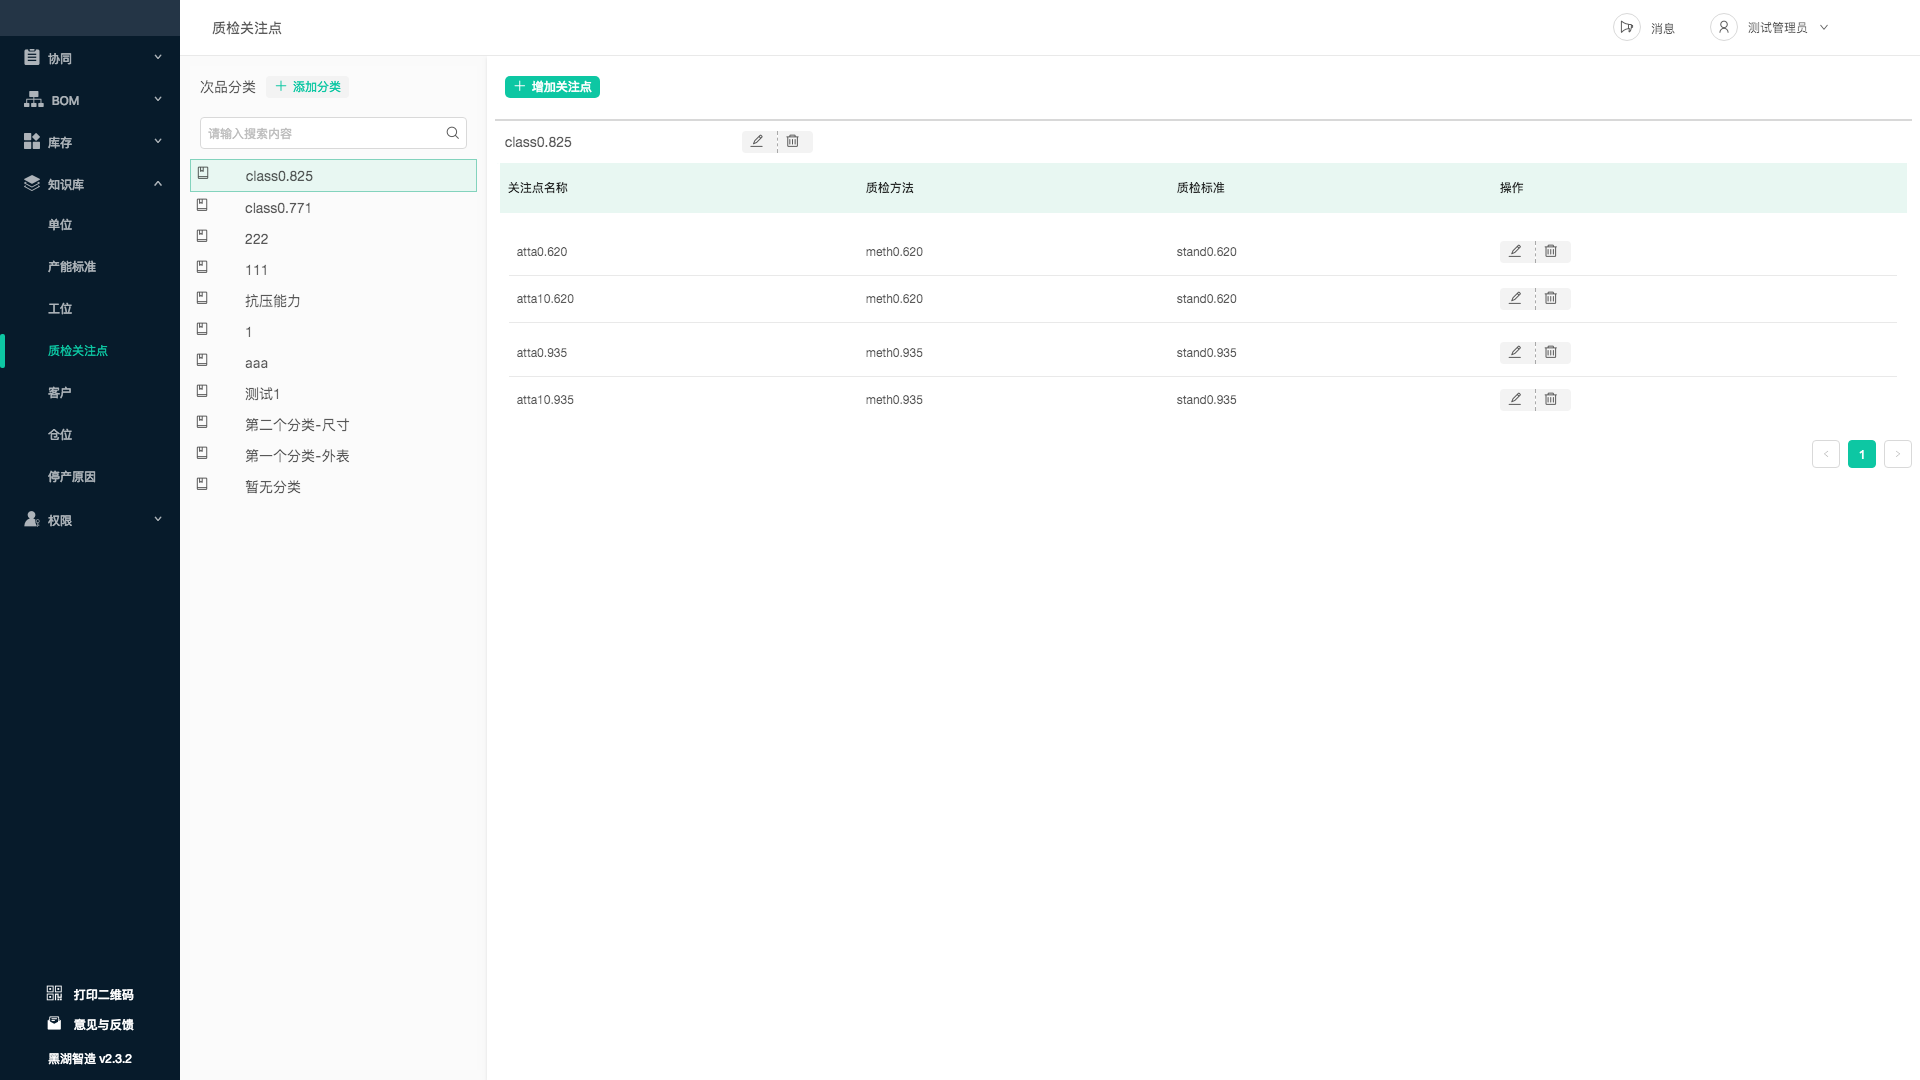 质检关注点
消息
测试管理员
协同
BOM
库存
知识库
单位
产能标准
工位
质检关注点
客户
仓位
停产原因
权限
打印二维码
意见与反馈
黑湖智造 v2.3.2
次品分类
添加分类
请输入搜索内容
class0.825
class0.771
222
111
抗压能力
1
aaa
测试1
第二个分类-尺寸
第一个分类-外表
暂无分类
增加关注点
class0.825
关注点名称 质检方法 质检标准 操作
atta0.620 meth0.620 stand0.620
atta10.620 meth0.620 stand0.620
atta0.935 meth0.935 stand0.935
atta10.935 meth0.935 stand0.935
1